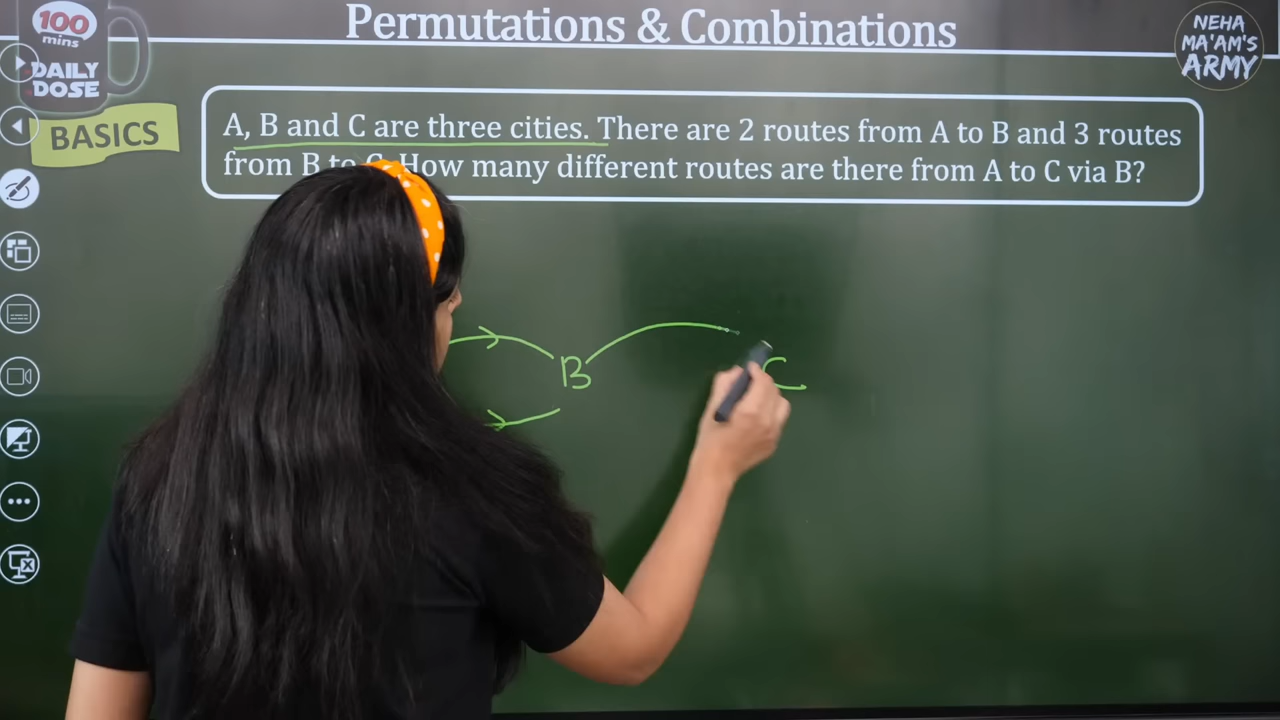 100
mins
DAILY
DOSE
Permutations & Combinations
NEHA
MA'AM'S
ARMY
BASICS
A, B and C are three cities. There are 2 routes from A to B and 3 routes
from B to C. How many different routes are there from A to C via B?
B
C